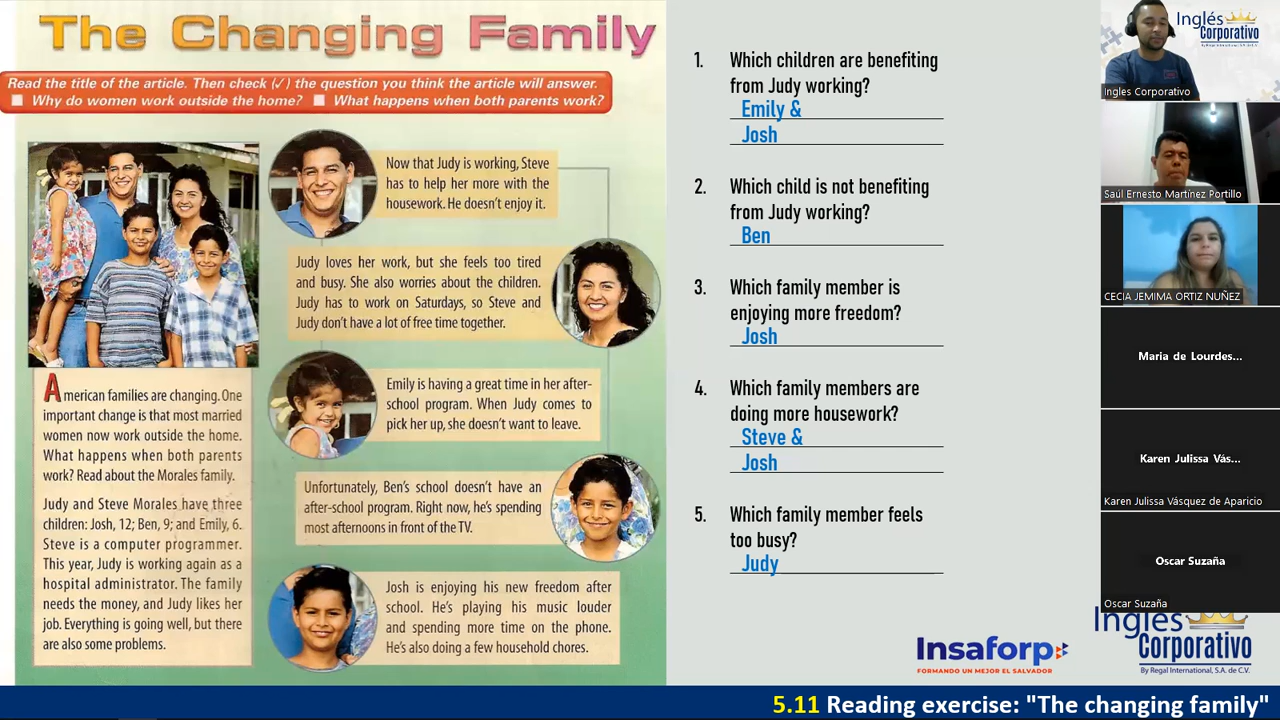 The Changing Family
Read the title of the article. Then check (✓) the question you think the article will answer.
Why do women work outside the home? What happens when both parents work?
Now that Judy is working, Steve
has to help her more with the
housework. He doesn't enjoy it.
Judy loves her work, but she feels too tired
and busy. She also worries about the children.
Judy has to work on Saturdays, so Steve and
Judy don't have a lot of free time together.
Emily is having a great time in her after-
school program. When Judy comes to
pick her up, she doesn't want to leave.
Unfortunately, Ben's school doesn't have an
after-school program. Right now, he's spending
most afternoons in front of the TV.
Josh is enjoying his new freedom after
school. He's playing his music louder
and spending more time on the phone.
He's also doing a few household chores.
American families are changing. One
important change is that most married
women now work outside the home.
What happens when both parents
work? Read about the Morales family.
Judy and Steve Morales have three
children: Josh, 12; Ben, 9; and Emily, 6.
Steve is a computer programmer.
This year, Judy is working again as a
hospital administrator. The family
needs the money, and Judy likes her
job. Everything is going well, but there
are also some problems.
1. Which children are benefiting
from Judy working?
Emily &
Josh
2. Which child is not benefiting
from Judy working?
Ben
3. Which family member is
enjoying more freedom?
Josh
4. Which family members are
doing more housework?
Steve &
Josh
5. Which family member feels
too busy?
Judy
Insaforp
FORMANDO UN MEJOR EL SALVADOR
Inglés
Corporativo
By Regal International, S.A. de C.V.
5.11 Reading exercise: "The changing family"
Inglés
Corporativo
By Regal International, S.A. de C.V.
Ingles Corporativo
Saúl Ernesto Martínez Portillo
CECIA JEMIMA ORTIZ NUÑEZ
Maria de Lourdes...
Karen Julissa Vás...
Karen Julissa Vásquez de Aparicio
Oscar Suzaña
Oscar Suzaña